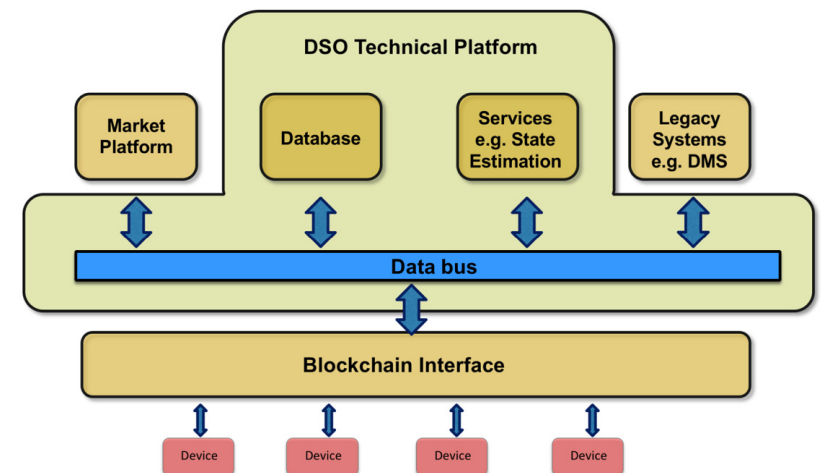 DSO Technical Platform
Market
Platform
Database
Services
e.g. State
Estimation
Legacy
Systems
e.g. DMS
Data bus
Blockchain Interface
Device
Device
Device
Device